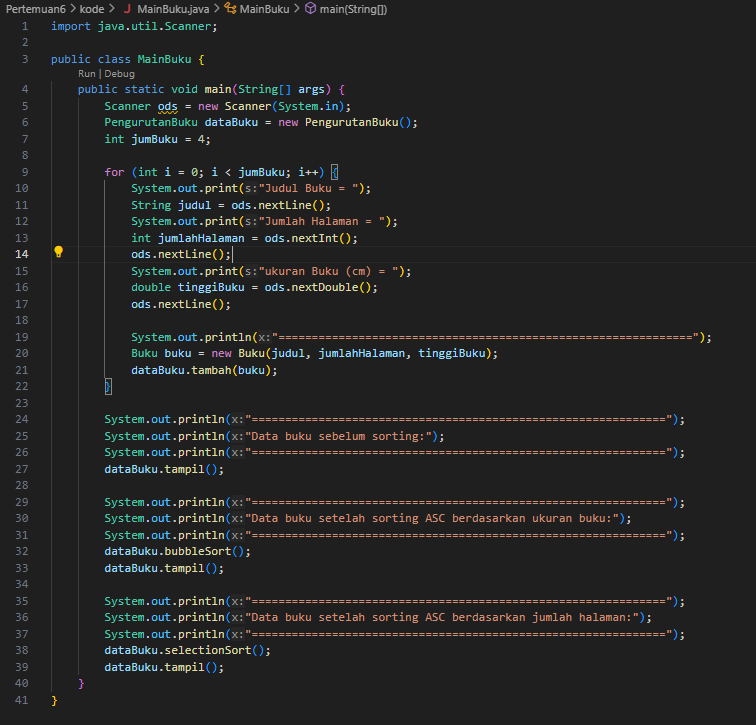 Pertemuan6 > kode > J MainBuku.java > MainBuku > main(String[])
1 import java.util.Scanner;
2
3 public class MainBuku {
Run | Debug
4 public static void main(String[] args) {
5 Scanner ods = new Scanner(System.in);
6 PengurutanBuku dataBuku = new PengurutanBuku();
7 int jumBuku = 4;
8
9 for (int i = 0; i < jumBuku; i++) {
10 System.out.print(s:"Judul Buku = ");
11 String judul = ods.nextLine();
12 System.out.print(s:"Jumlah Halaman = ");
13 int jumlahHalaman = ods.nextInt();
14 ods.nextLine();
15 System.out.print(s:"ukuran Buku (cm) = ");
16 double tinggiBuku = ods.nextDouble();
17 ods.nextLine();
18
19 System.out.println(x:"==============================================================");
20 Buku buku = new Buku(judul, jumlahHalaman, tinggiBuku);
21 dataBuku.tambah(buku);
22 }
23
24 System.out.println(x:"==============================================================");
25 System.out.println(x:"Data buku sebelum sorting:");
26 System.out.println(x:"==============================================================");
27 dataBuku.tampil();
28
29 System.out.println(x:"==============================================================");
30 System.out.println(x:"Data buku setelah sorting ASC berdasarkan ukuran buku:");
31 System.out.println(x:"==============================================================");
32 dataBuku.bubbleSort();
33 dataBuku.tampil();
34
35 System.out.println(x:"==============================================================");
36 System.out.println(x:"Data buku setelah sorting ASC berdasarkan jumlah halaman:");
37 System.out.println(x:"==============================================================");
38 dataBuku.selectionSort();
39 dataBuku.tampil();
40 }
41 }